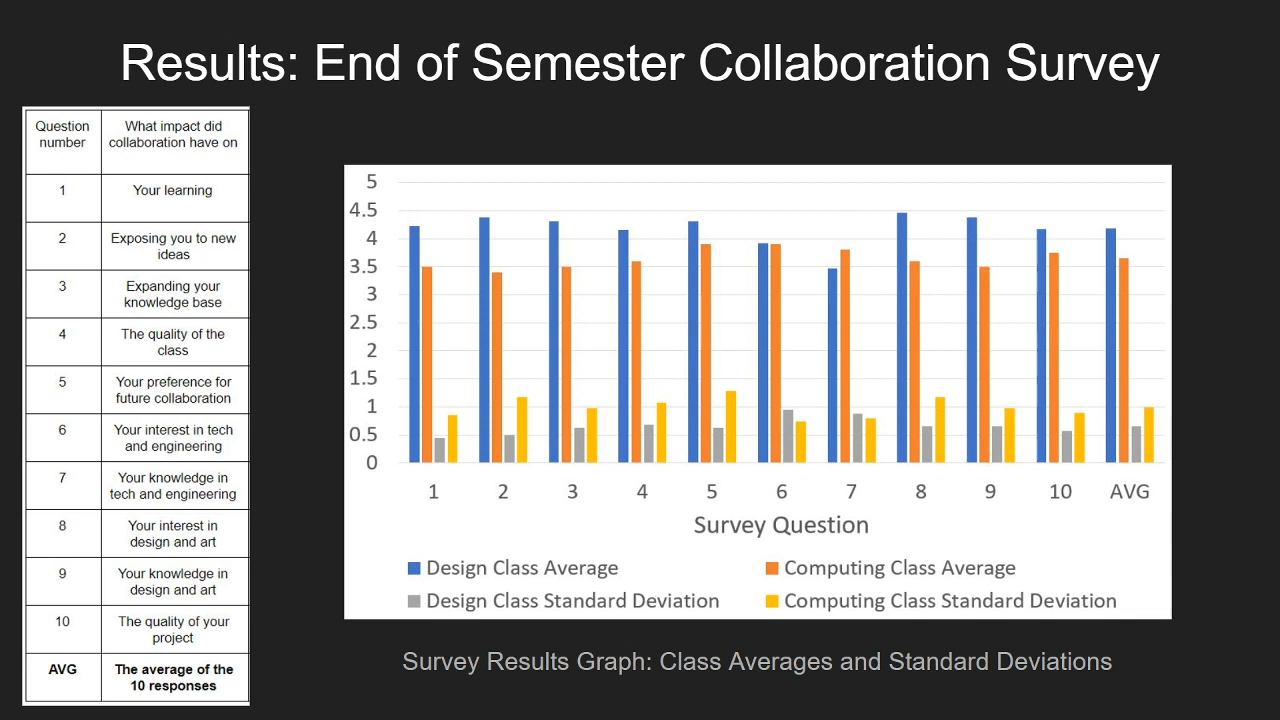 Results: End of Semester Collaboration Survey
Question number
What impact did collaboration have on
1
Your learning
2
Exposing you to new ideas
3
Expanding your knowledge base
4
The quality of the class
5
Your preference for future collaboration
6
Your interest in tech and engineering
7
Your knowledge in tech and engineering
8
Your interest in design and art
9
Your knowledge in design and art
10
The quality of your project
AVG
The average of the 10 responses
5
4.5
4
3.5
3
2.5
2
1.5
1
0.5
0
1 2 3 4 5 6 7 8 9 10 AVG
Survey Question
Design Class Average
Computing Class Average
Design Class Standard Deviation
Computing Class Standard Deviation
Survey Results Graph: Class Averages and Standard Deviations